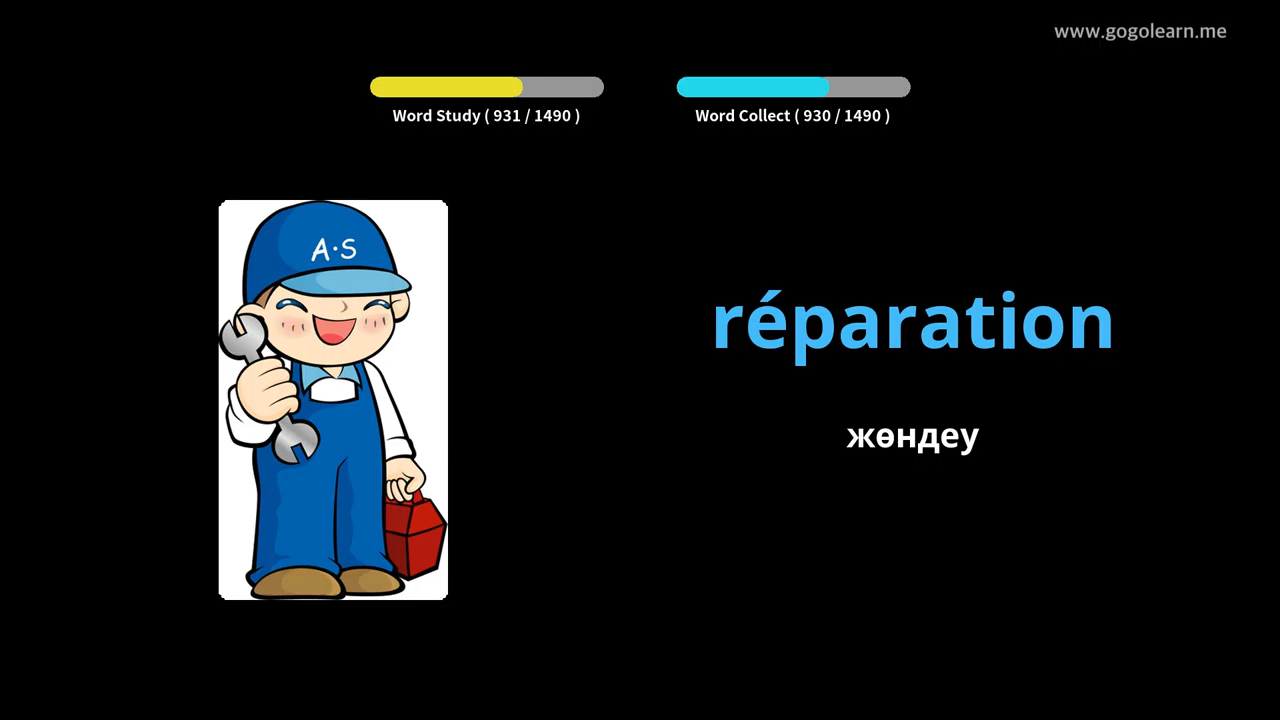 www.gogolearn.me
Word Study ( 931 / 1490 )
Word Collect ( 930 / 1490 )
A·S
réparation
жөндеу